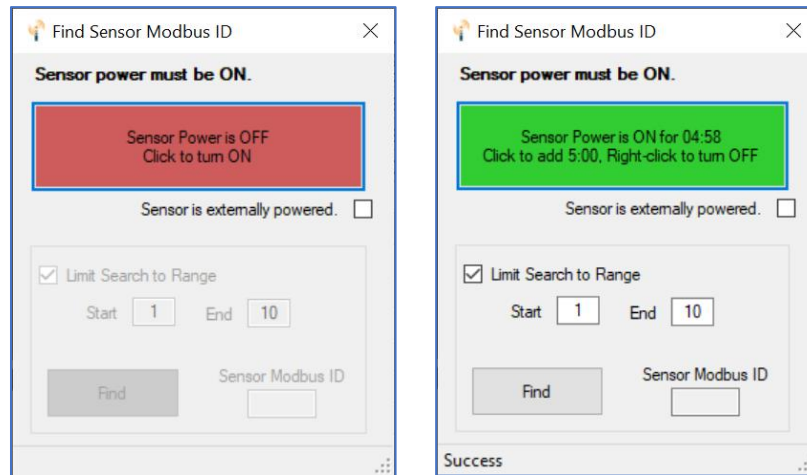 Find Sensor Modbus ID
Sensor power must be ON.
Sensor Power is OFF
Click to turn ON
Sensor is externally powered.
Limit Search to Range
Start 1 End 10
Sensor Modbus ID
Find
Find Sensor Modbus ID
Sensor power must be ON.
Sensor Power is ON for 04:58
Click to add 5:00, Right-click to turn OFF
Sensor is externally powered.
Limit Search to Range
Start 1 End 10
Sensor Modbus ID
Find
Success